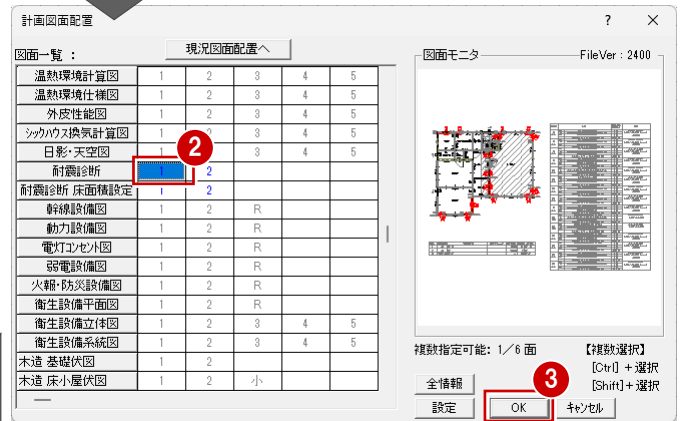 計画図面配置 ? ×
図面一覧 : 現況図面配置へ 図面モニター FileVer : 2400
温熱環境計算図 1 2 3 4 5
温熱環境仕様図 1 2 3 4 5
外皮性能図 1 2 3 4 5
シックハウス換気計算図 1 2 3 4 5
日影・天空図 1 3 4 5
2
耐震診断 1 2
耐震診断 床面積設定 1 2
幹線設備図 1 2 R
動力設備図 1 2 R
電灯コンセント図 1 2 R
弱電設備図 1 2 R
火報・防災設備図 1 2 R
衛生設備平面図 1 2 R
衛生設備立体図 1 2 3 4 5
衛生設備系統図 1 2 3 4 5
木造 基礎伏図 1 2
木造 床小屋伏図 1 2 小
複数指定可能: 1/6 面 【複数選択】
[Ctrl] +選択
[Shift]+選択
全情報 3
設定 OK キャンセル